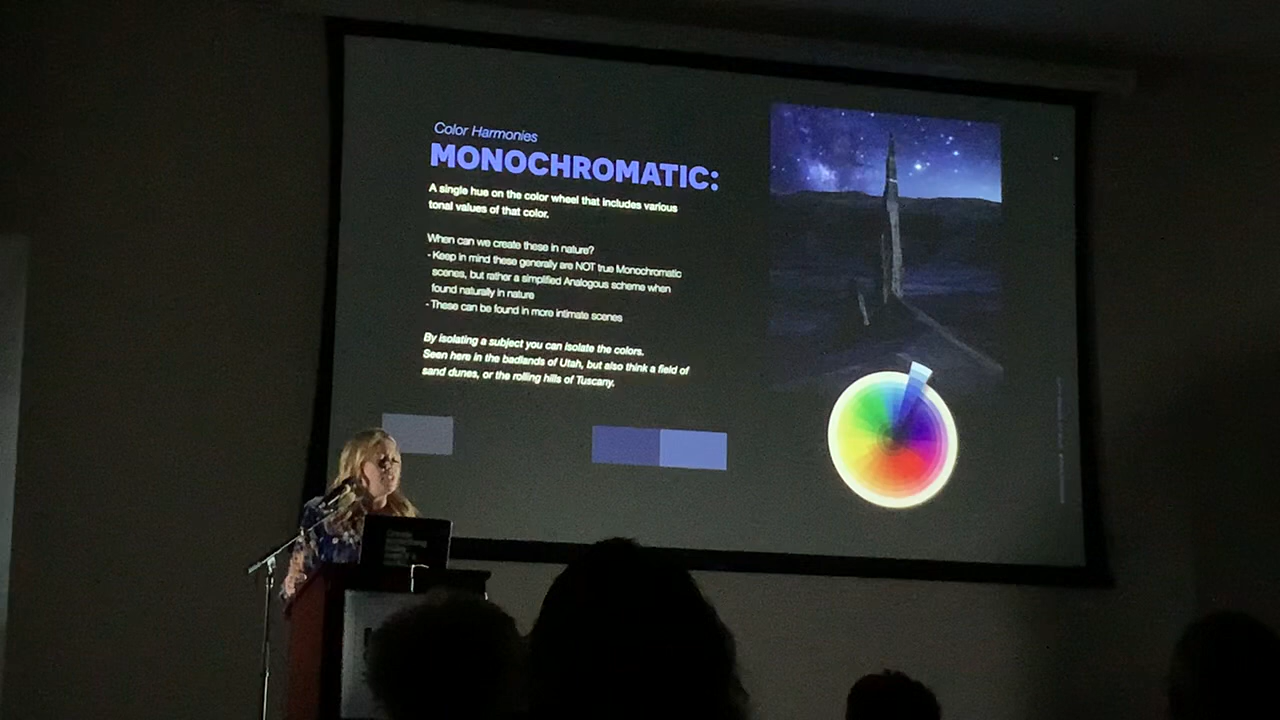 Color Harmonies
MONOCHROMATIC:
A single hue on the color wheel that includes various
tonal values of that color.
When can we create these in nature?
- Keep in mind these generally are NOT true Monochromatic
scenes, but rather a simplified Analogous scheme when
found naturally in nature
- These can be found in more intimate scenes
By isolating a subject you can isolate the colors.
Seen here in the badlands of Utah, but also think a field of
sand dunes, or the rolling hills of Tuscany.